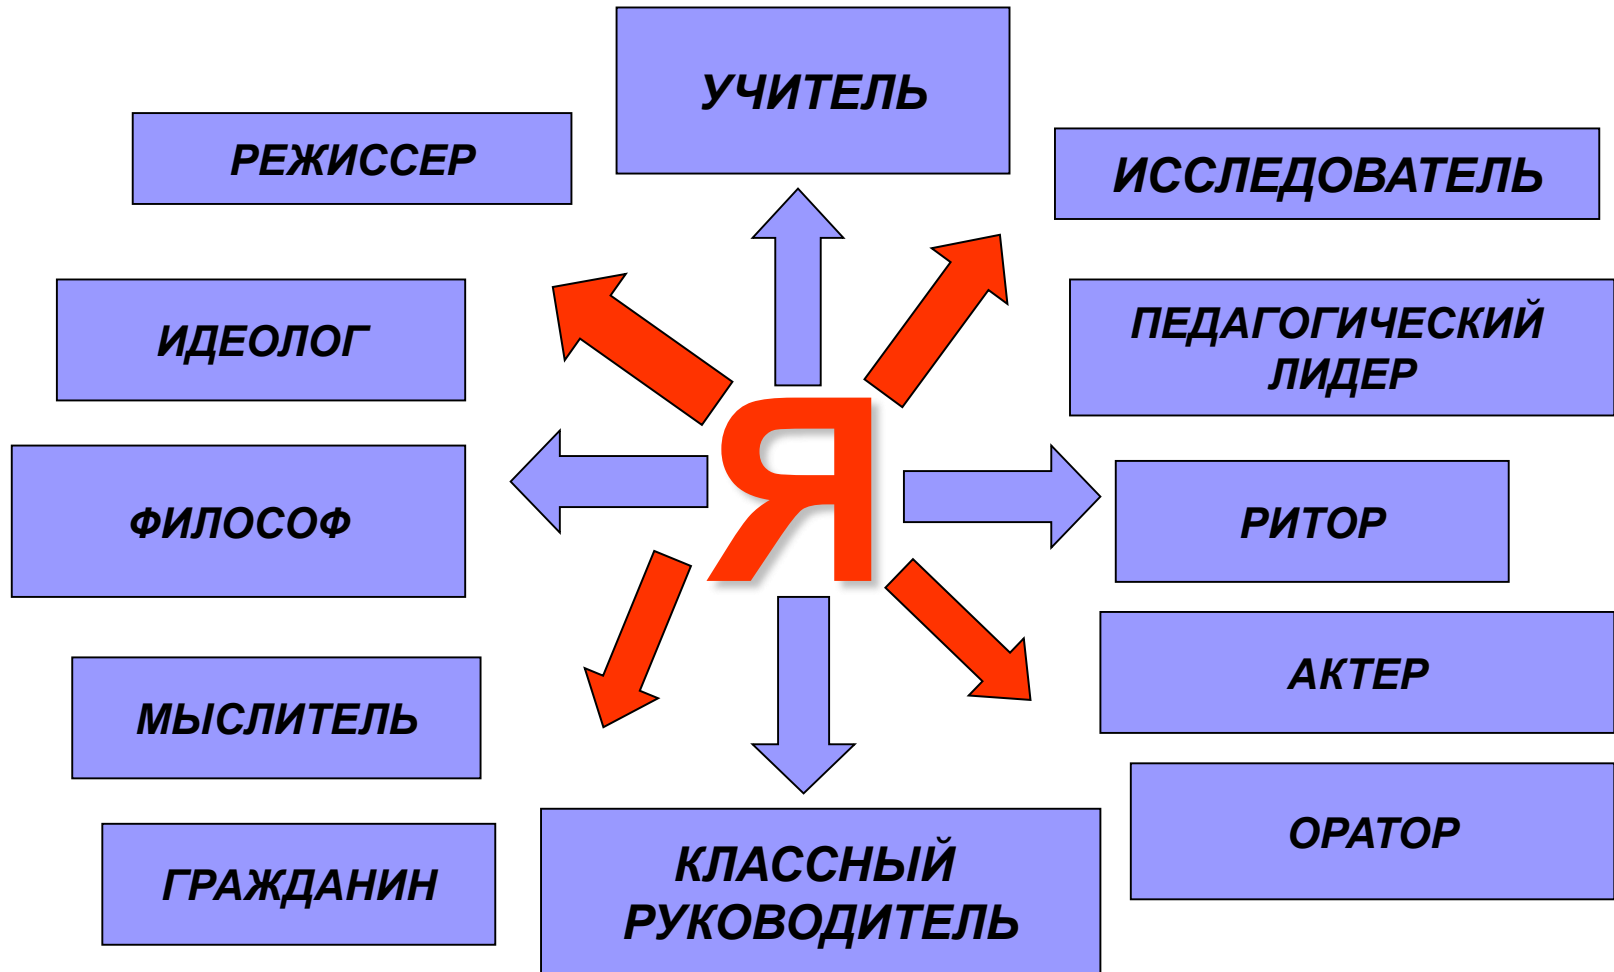 УЧИТЕЛЬ
РЕЖИССЕР
ИССЛЕДОВАТЕЛЬ
ИДЕОЛОГ
ПЕДАГОГИЧЕСКИЙ
ЛИДЕР
Я
ФИЛОСОФ
РИТОР
МЫСЛИТЕЛЬ
АКТЕР
ГРАЖДАНИН
КЛАССНЫЙ
РУКОВОДИТЕЛЬ
ОРАТОР